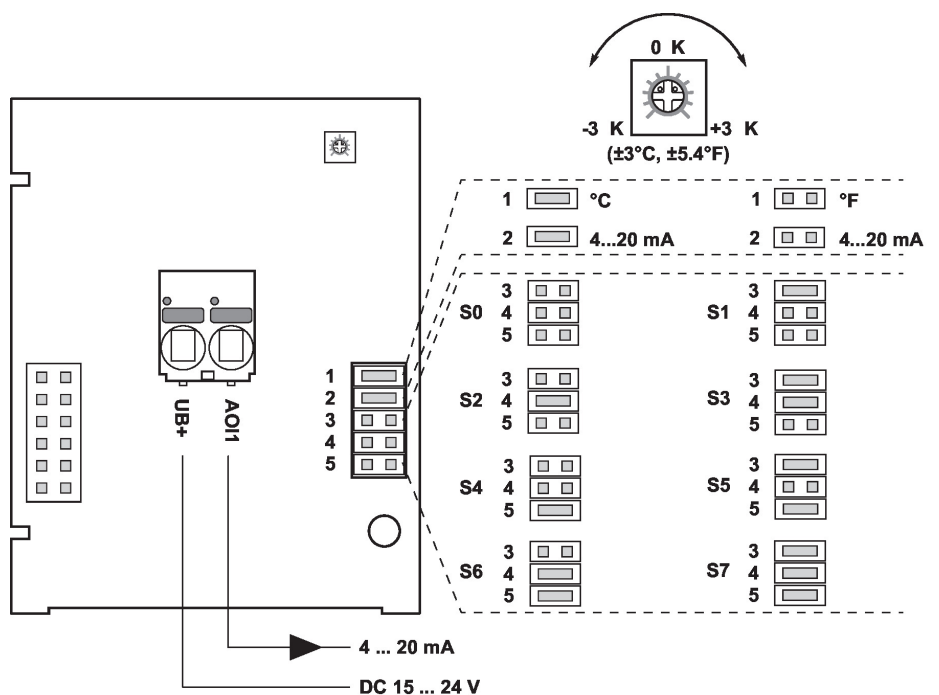 0 K
-3 K +3 K
(±3°C, ±5.4°F)
1 °C 1 °F
2 4...20 mA 2 4...20 mA
S0 3 4 5 S1 3 4 5
S2 3 4 5 S3 3 4 5
S4 3 4 5 S5 3 4 5
S6 3 4 5 S7 3 4 5
1
2
3
4
5
UB+
AOI1
4 ... 20 mA
DC 15 ... 24 V